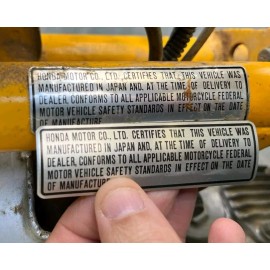 HONDA MOTOR CO., LTD., CERTIFIES THAT THIS VEHICLE WAS
MANUFACTURED IN JAPAN AND, AT THE TIME OF DELIVERY TO
DEALER, CONFORMS TO ALL APPLICABLE MOTORCYCLE FEDERAL
MOTOR VEHICLE SAFETY STANDARDS IN EFFECT ON THE DATE
OF MANUFACTURE.
HONDA MOTOR CO., LTD. CERTIFIES THAT THIS VEHICLE WAS
MANUFACTURED IN JAPAN AND, AT THE TIME OF DELIVERY TO
DEALER, CONFORMS TO ALL APPLICABLE MOTORCYCLE FEDERAL
MOTOR VEHICLE SAFETY STANDARDS IN EFFECT ON THE DATE
OF MANUFACTURE